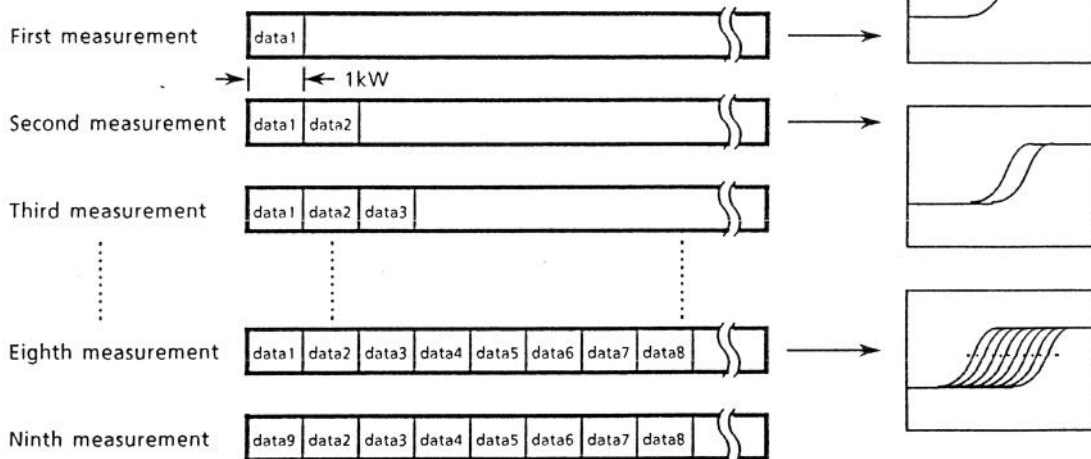 First measurement
data1
1kW
Second measurement
data1 data2
Third measurement
data1 data2 data3
Eighth measurement
data1 data2 data3 data4 data5 data6 data7 data8
Ninth measurement
data9 data2 data3 data4 data5 data6 data7 data8